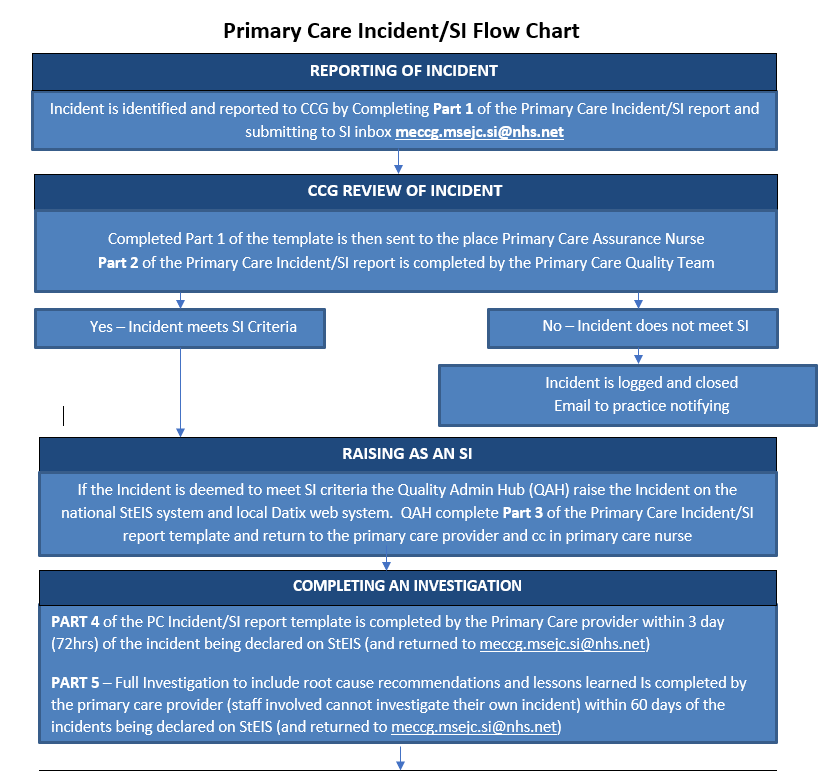 Primary Care Incident/SI Flow Chart
REPORTING OF INCIDENT
Incident is identified and reported to CCG by Completing Part 1 of the Primary Care Incident/SI report and
submitting to SI inbox meccg.msejc.si@nhs.net
CCG REVIEW OF INCIDENT
Completed Part 1 of the template is then sent to the place Primary Care Assurance Nurse
Part 2 of the Primary Care Incident/SI report is completed by the Primary Care Quality Team
Yes – Incident meets SI Criteria
No – Incident does not meet SI
Incident is logged and closed
Email to practice notifying
RAISING AS AN SI
If the Incident is deemed to meet SI criteria the Quality Admin Hub (QAH) raise the Incident on the
national StEIS system and local Datix web system. QAH complete Part 3 of the Primary Care Incident/SI
report template and return to the primary care provider and cc in primary care nurse
COMPLETING AN INVESTIGATION
PART 4 of the PC Incident/SI report template is completed by the Primary Care provider within 3 day
(72hrs) of the incident being declared on StEIS (and returned to meccg.msejc.si@nhs.net)
PART 5 – Full Investigation to include root cause recommendations and lessons learned Is completed by
the primary care provider (staff involved cannot investigate their own incident) within 60 days of the
incidents being declared on StEIS (and returned to meccg.msejc.si@nhs.net)